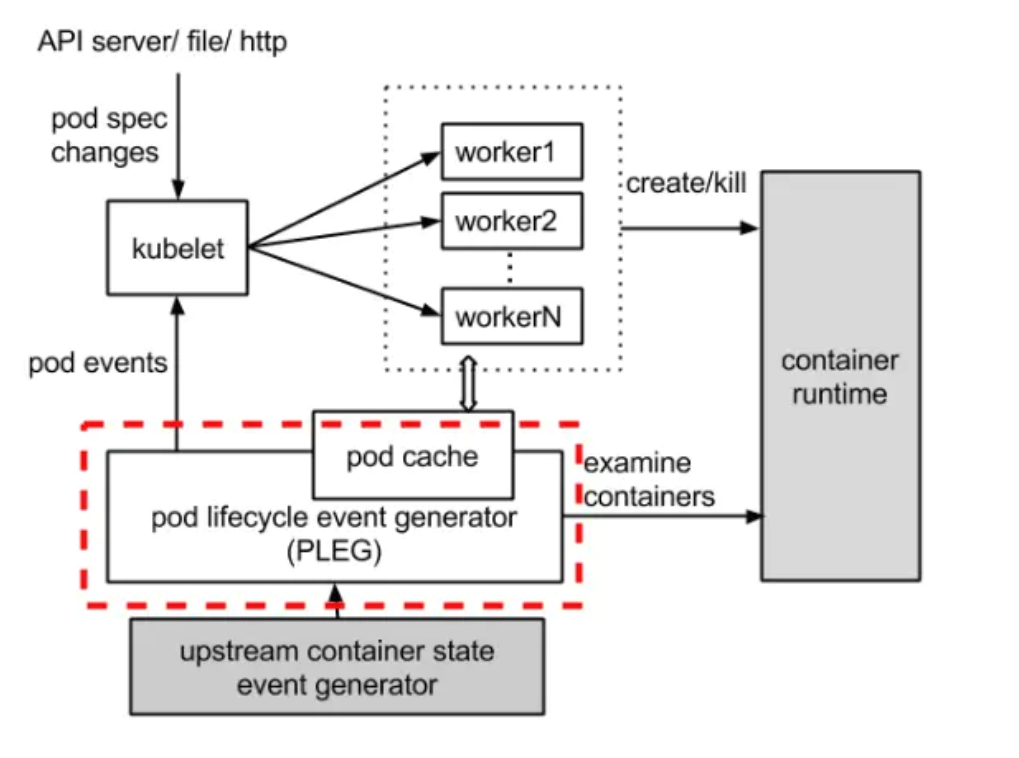 API server/ file/ http
pod spec
changes
kubelet
worker1
worker2
workerN
create/kill
container
runtime
pod events
pod cache
examine
containers
pod lifecycle event generator
(PLEG)
upstream container state
event generator